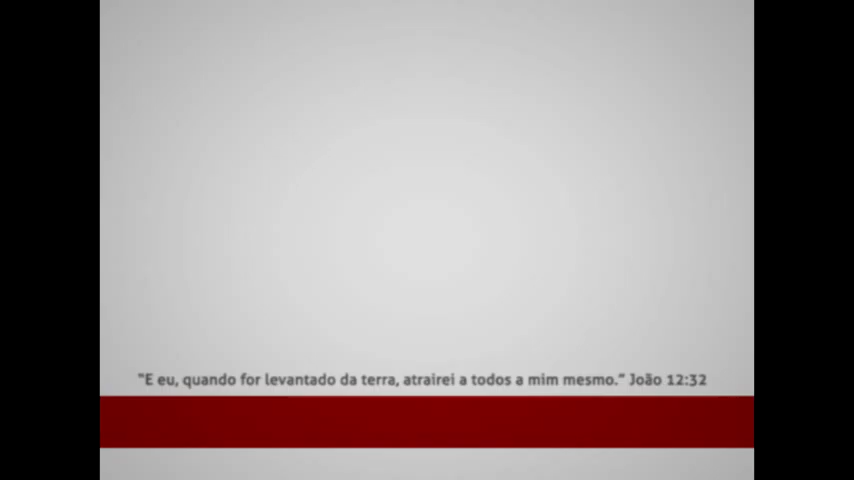 "E eu, quando for levantado da terra, atrairei a todos a mim mesmo." João 12:32